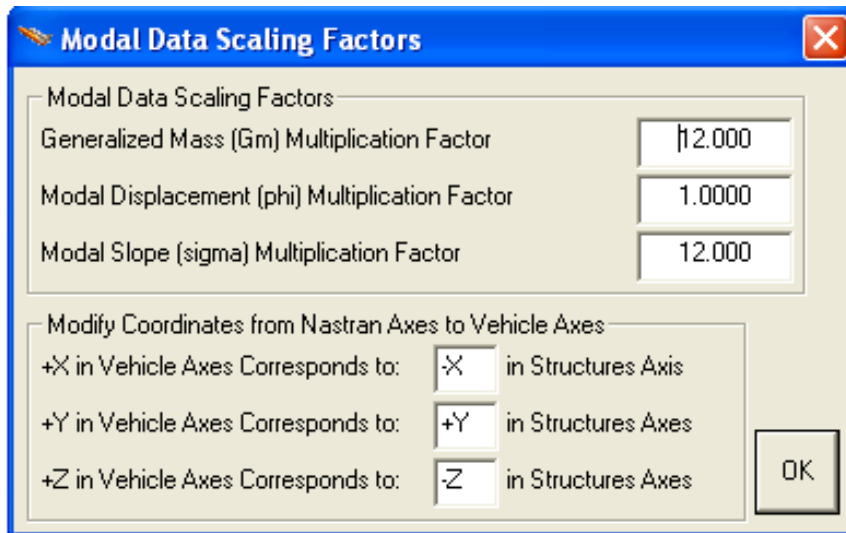 Modal Data Scaling Factors
Modal Data Scaling Factors
Generalized Mass (Gm) Multiplication Factor 12.000
Modal Displacement (phi) Multiplication Factor 1.0000
Modal Slope (sigma) Multiplication Factor 12.000
Modify Coordinates from Nastran Axes to Vehicle Axes
+X in Vehicle Axes Corresponds to: -X in Structures Axis
+Y in Vehicle Axes Corresponds to: +Y in Structures Axes
+Z in Vehicle Axes Corresponds to: -Z in Structures Axes
OK